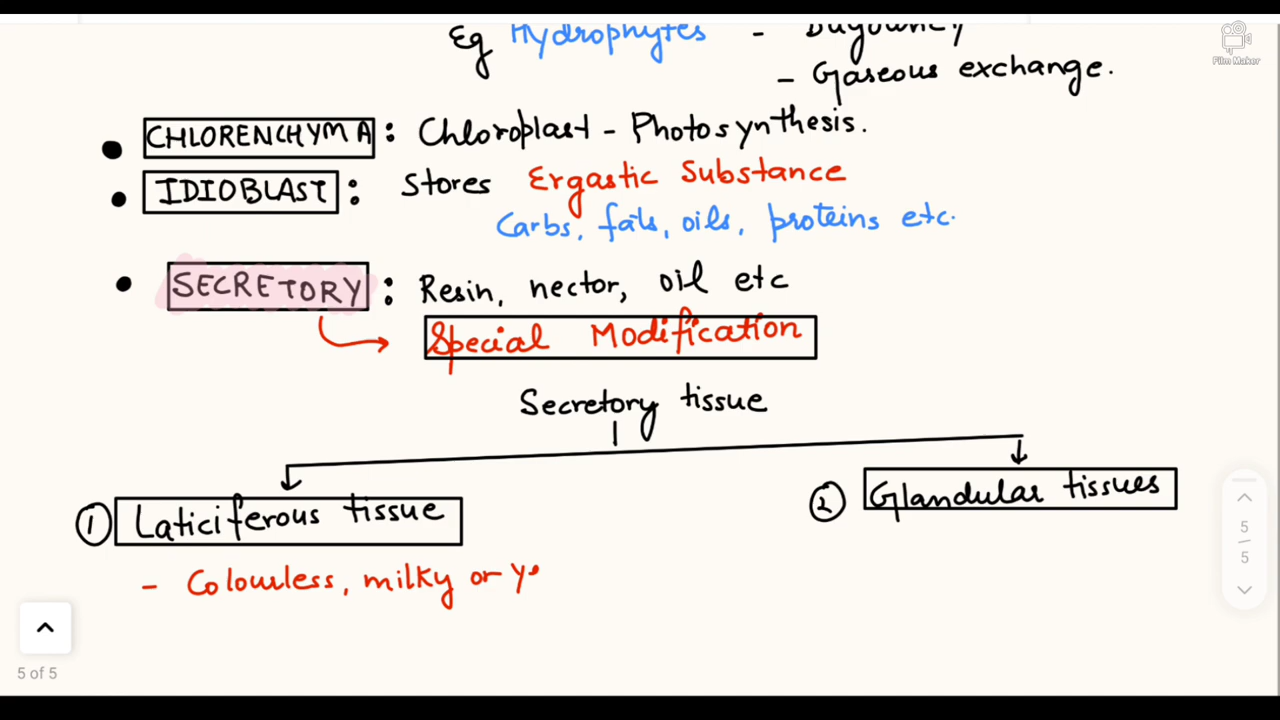 Eg Hydrophytes - Buyouncy
- Gaseous exchange.
Film Maker
• CHLORENCHYMA : Chloroplast - Photosynthesis.
• IDIOBLAST : Stores Ergastic Substance
Carbs, fats, oils, proteins etc.
• SECRETORY : Resin, nector, oil etc
Special Modification
Secretory tissue
① Laticiferous tissue
② Glandular tissues
- Colourless, milky or
5
5
5 of 5